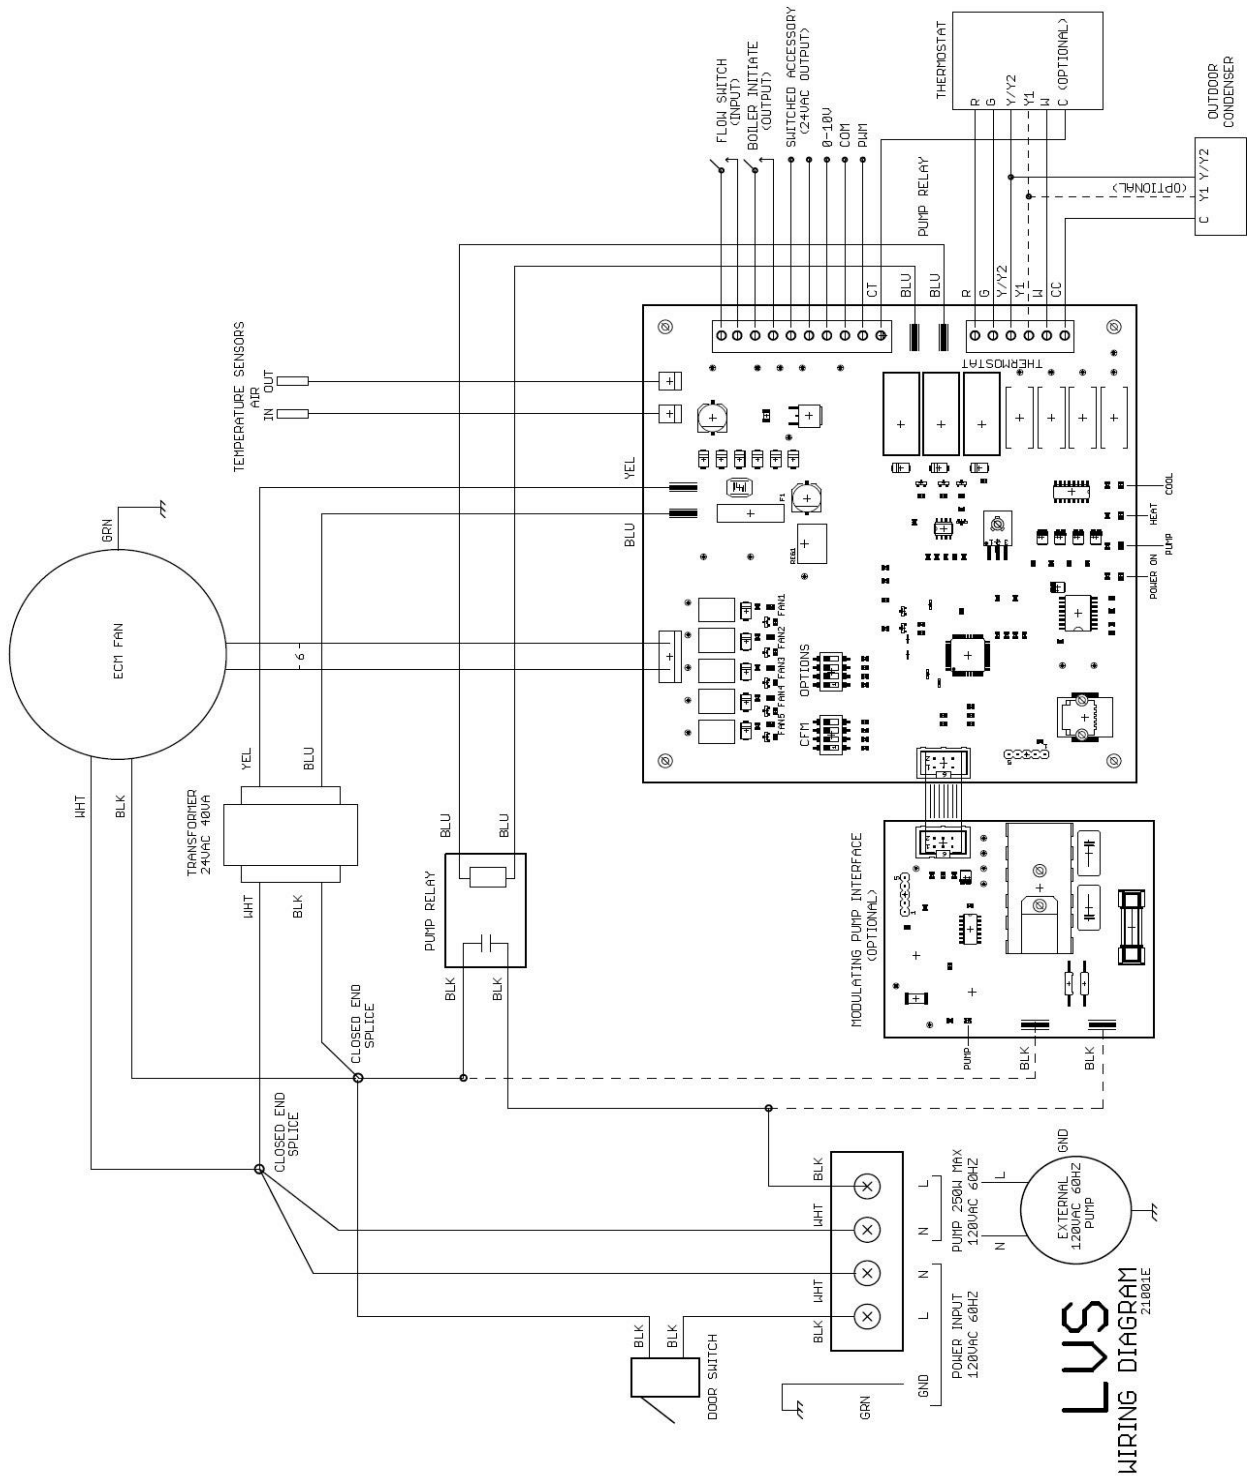 LVS
WIRING DIAGRAM
21001E
ECM FAN
GRN
WHT
BLK
6
TRANSFORMER
24VAC 40VA
YEL
BLU
WHT
BLK
TEMPERATURE SENSORS
AIR
IN
OUT
BLU
YEL
FLOW SWITCH
(INPUT)
BOILER INITIATE
(OUTPUT)
SWITCHED ACCESSORY
(24VAC OUTPUT)
0-10V
COM
PWM
CT
PUMP RELAY
BLU
BLU
THERMOSTAT
R
G
Y/Y2
Y1
W
C (OPTIONAL)
OUTDOOR
CONDENSER
C
Y1
Y/Y2
(OPTIONAL)
R
G
Y/Y2
Y1
W
CC
THERMOSTAT
F1
REG1
FAN5
FAN4
FAN3
FAN2
FAN1
CFM
OPTIONS
POWER ON
PUMP
HEAT
COOL
PUMP RELAY
BLU
BLU
BLK
BLK
MODULATING PUMP INTERFACE
(OPTIONAL)
1
5
PUMP
BLK
BLK
CLOSED END
SPLICE
CLOSED END
SPLICE
DOOR SWITCH
BLK
BLK
GRN
GND
BLK
WHT
WHT
BLK
L
N
N
L
POWER INPUT
120VAC 60HZ
PUMP 250W MAX
120VAC 60HZ
N
L
EXTERNAL
120VAC 60HZ
PUMP
GND